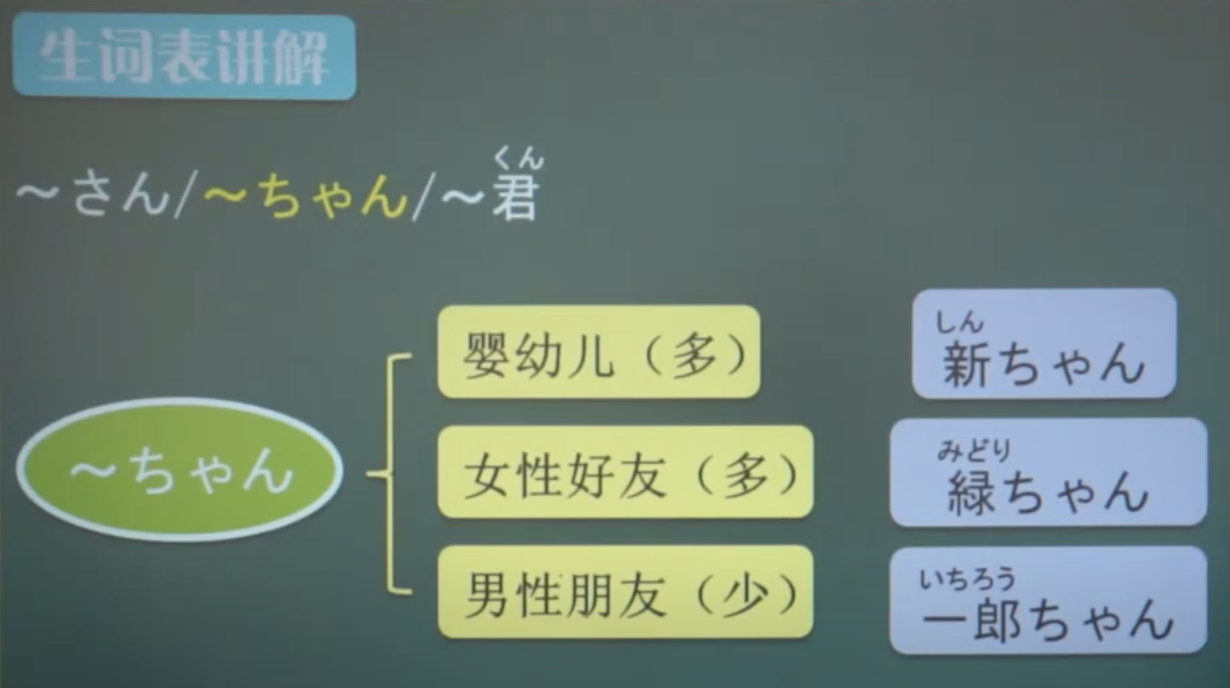 生词表讲解
くん
~さん/~ちゃん/~君
~ちゃん
婴幼儿（多）
しん
新ちゃん
女性好友（多）
みどり
緑ちゃん
男性朋友（少）
いちろう
一郎ちゃん